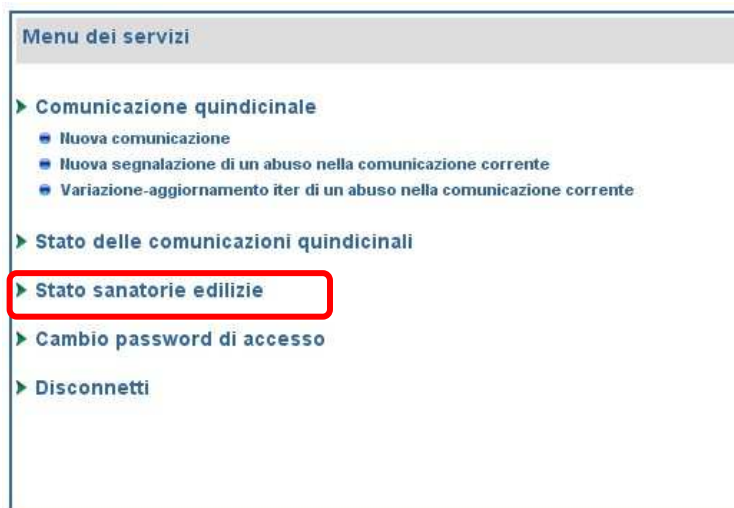 Menu dei servizi
Comunicazione quindicinale
Nuova comunicazione
Nuova segnalazione di un abuso nella comunicazione corrente
Variazione-aggiornamento iter di un abuso nella comunicazione corrente
Stato delle comunicazioni quindicinali
Stato sanatorie edilizie
Cambio password di accesso
Disconnetti